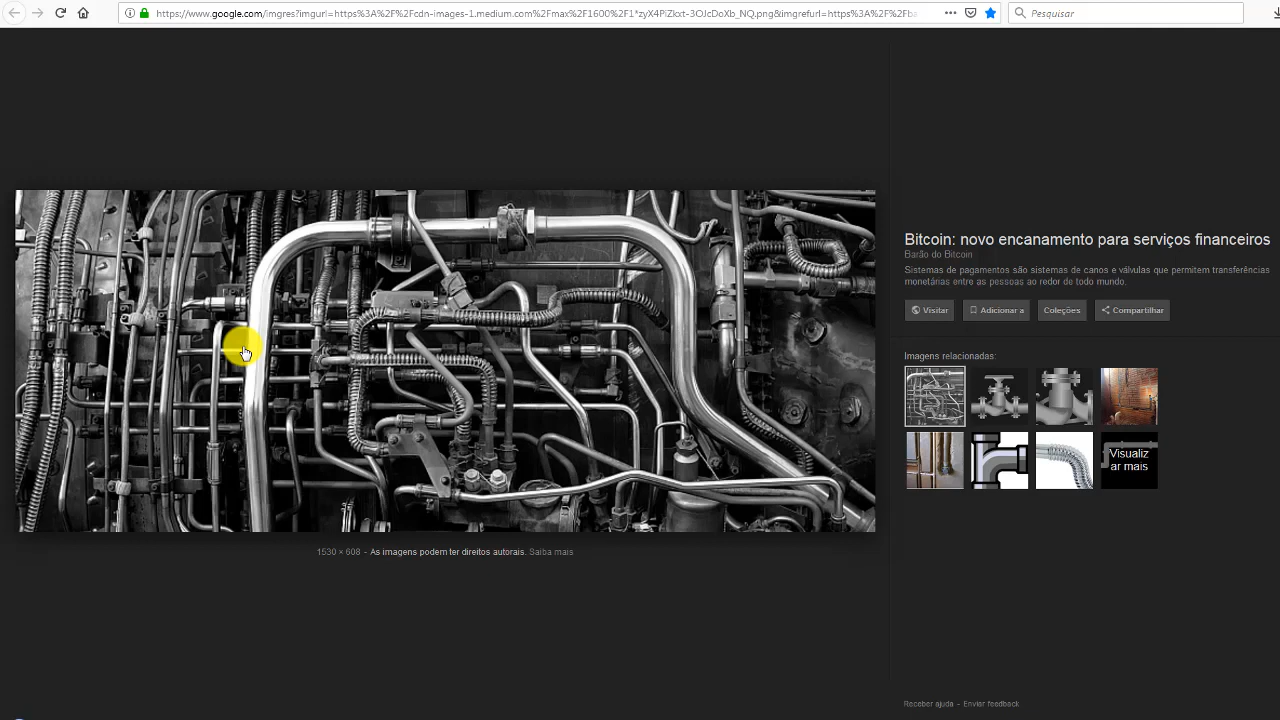 https://www.google.com/imgres?imgurl=https%3A%2F%2Fcdn-images-1.medium.com%2Fmax%2F1600%2F1*zyX4PiZkxt-3OJcDoXb_NQ.png&imgrefurl=https%3A%2F%2Fba
Pesquisar
Bitcoin: novo encanamento para serviços financeiros
Barão do Bitcoin
Sistemas de pagamentos são sistemas de canos e válvulas que permitem transferências
monetárias entre as pessoas ao redor de todo mundo.
Visitar
Adicionar a
Coleções
Compartilhar
Imagens relacionadas:
Visualiz
ar mais
1530 × 608 - As imagens podem ter direitos autorais. Saiba mais
Receber ajuda - Enviar feedback